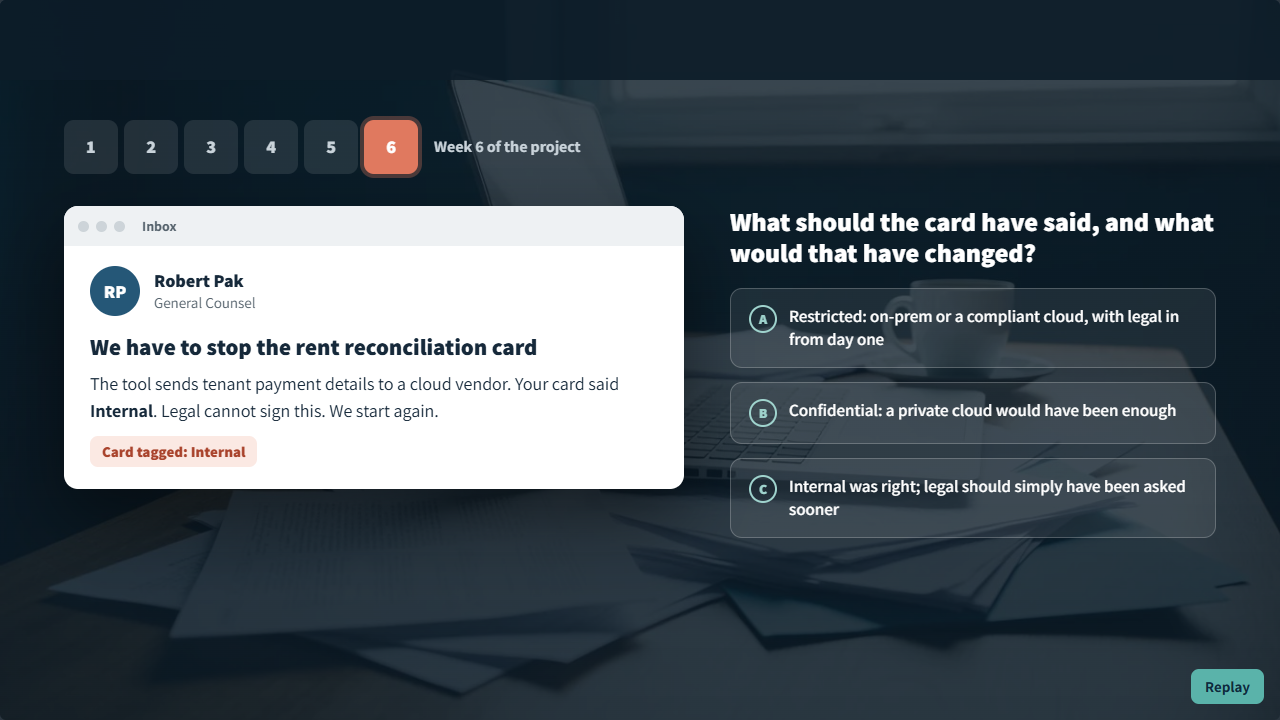 1
2
3
4
5
6
Week 6 of the project
Inbox
RP
Robert Pak
General Counsel
We have to stop the rent reconciliation card
The tool sends tenant payment details to a cloud vendor. Your card said
Internal. Legal cannot sign this. We start again.
Card tagged: Internal
What should the card have said, and what
would that have changed?
A
Restricted: on-prem or a compliant cloud, with legal in
from day one
B
Confidential: a private cloud would have been enough
C
Internal was right; legal should simply have been asked
sooner
Replay